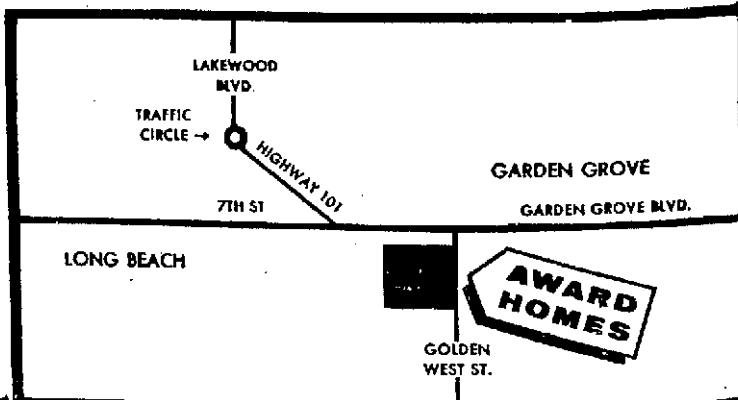 LAKEWOOD
BLVD.
TRAFFIC
CIRCLE →
HIGHWAY 101
GARDEN GROVE
7TH ST
GARDEN GROVE BLVD.
LONG BEACH
AWARD
HOMES
GOLDEN
WEST ST.